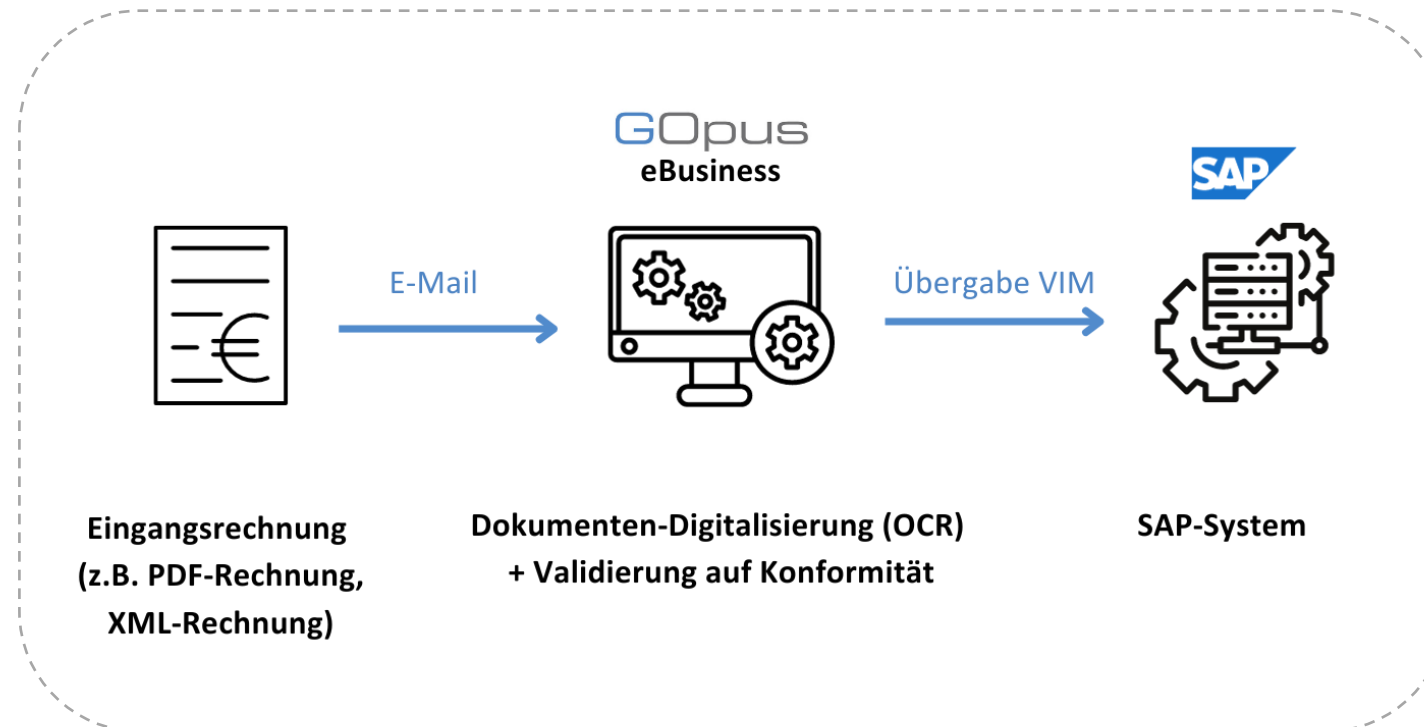 GOpus
eBusiness
SAP
E-Mail
Übergabe VIM
Eingangsrechnung
(z.B. PDF-Rechnung,
XML-Rechnung)
Dokumenten-Digitalisierung (OCR)
+ Validierung auf Konformität
SAP-System